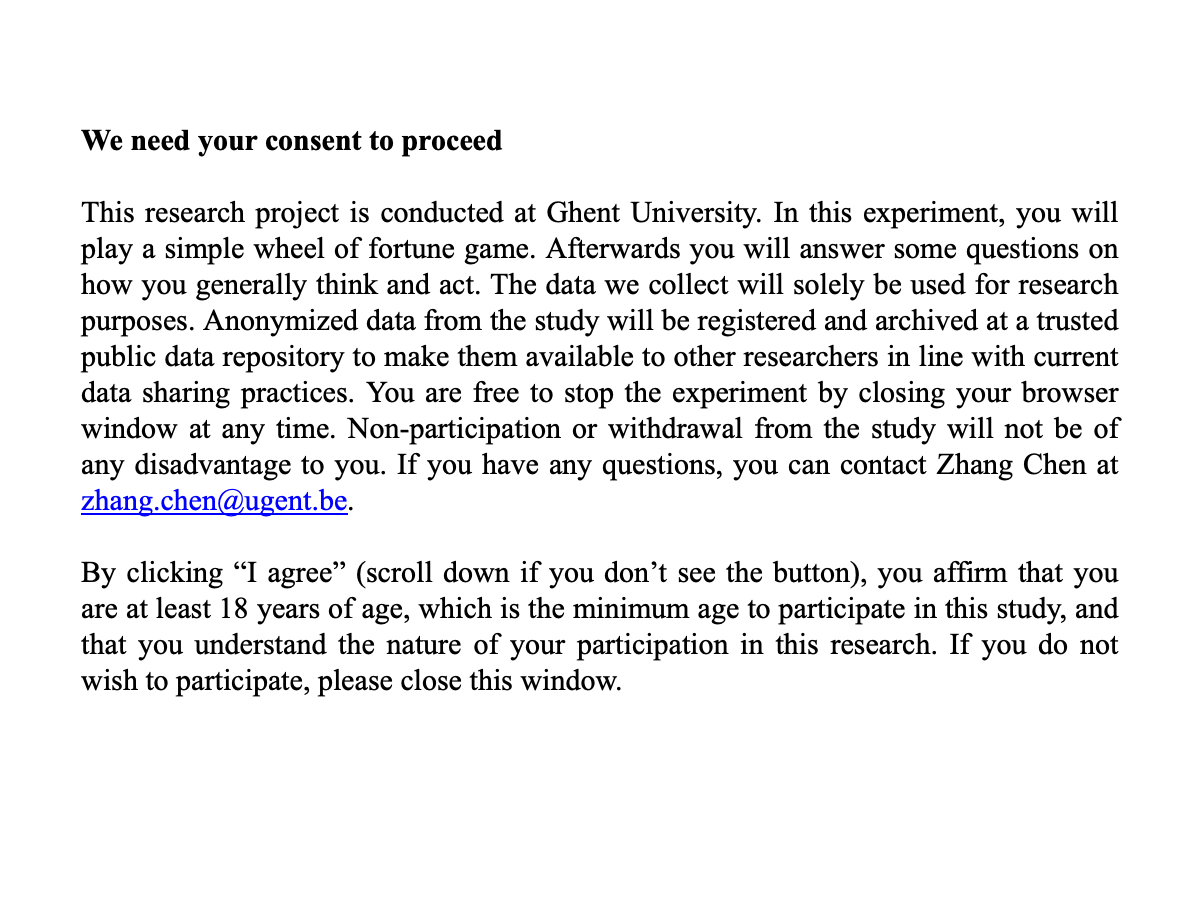 We need your consent to proceed
This research project is conducted at Ghent University. In this experiment, you will
play a simple wheel of fortune game. Afterwards you will answer some questions on
how you generally think and act. The data we collect will solely be used for research
purposes. Anonymized data from the study will be registered and archived at a trusted
public data repository to make them available to other researchers in line with current
data sharing practices. You are free to stop the experiment by closing your browser
window at any time. Non-participation or withdrawal from the study will not be of
any disadvantage to you. If you have any questions, you can contact Zhang Chen at
zhang.chen@ugent.be.
By clicking “I agree” (scroll down if you don’t see the button), you affirm that you
are at least 18 years of age, which is the minimum age to participate in this study, and
that you understand the nature of your participation in this research. If you do not
wish to participate, please close this window.